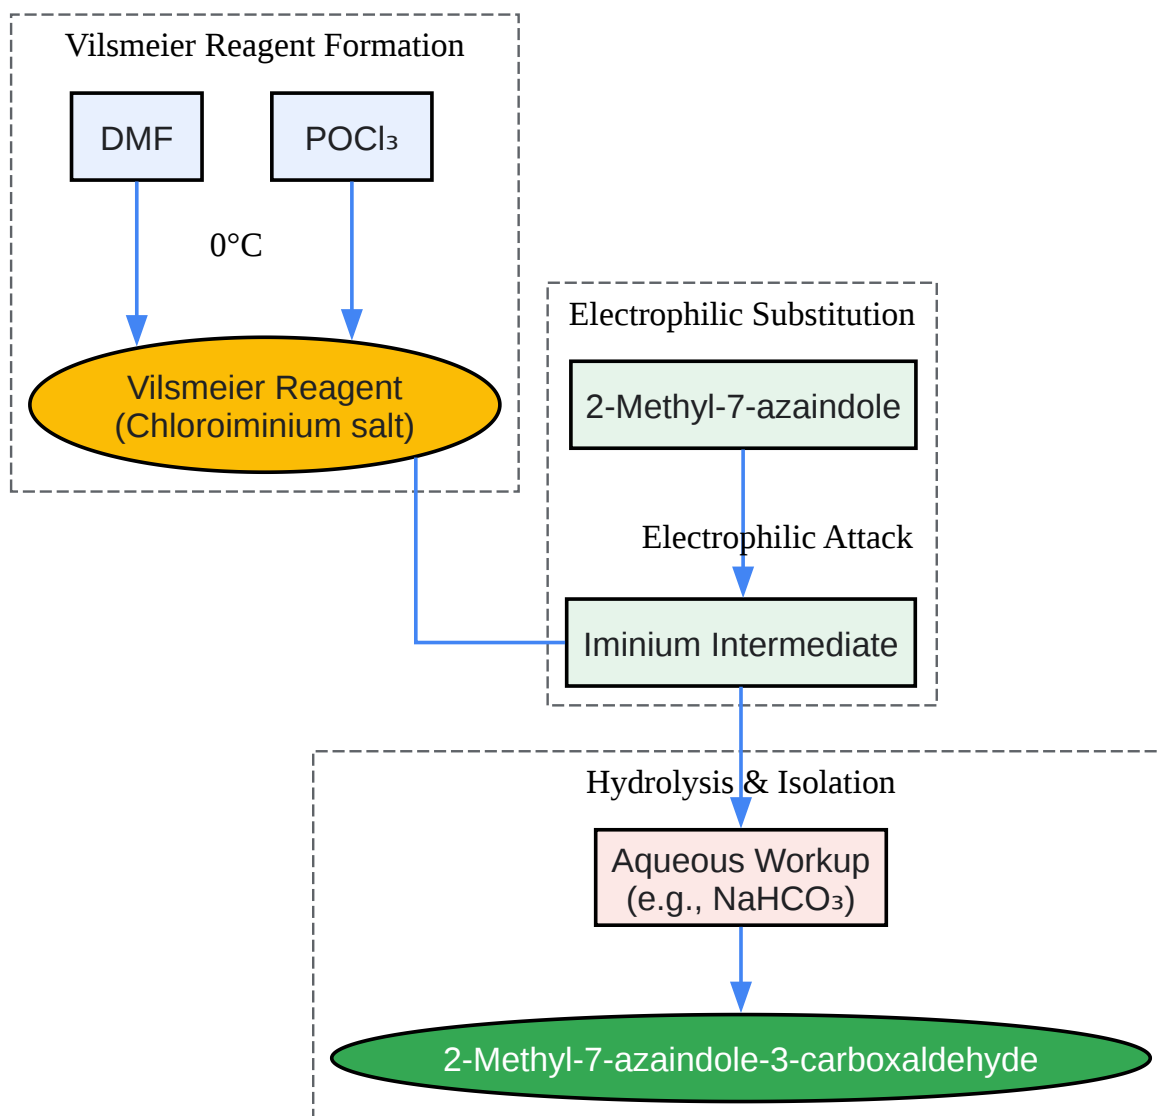 Vilsmeier Reagent Formation
DMF
POCl₃
0°C
Vilsmeier Reagent
(Chloroiminium salt)
Electrophilic Substitution
2-Methyl-7-azaindole
Electrophilic Attack
Iminium Intermediate
Hydrolysis & Isolation
Aqueous Workup
(e.g., NaHCO₃)
2-Methyl-7-azaindole-3-carboxaldehyde